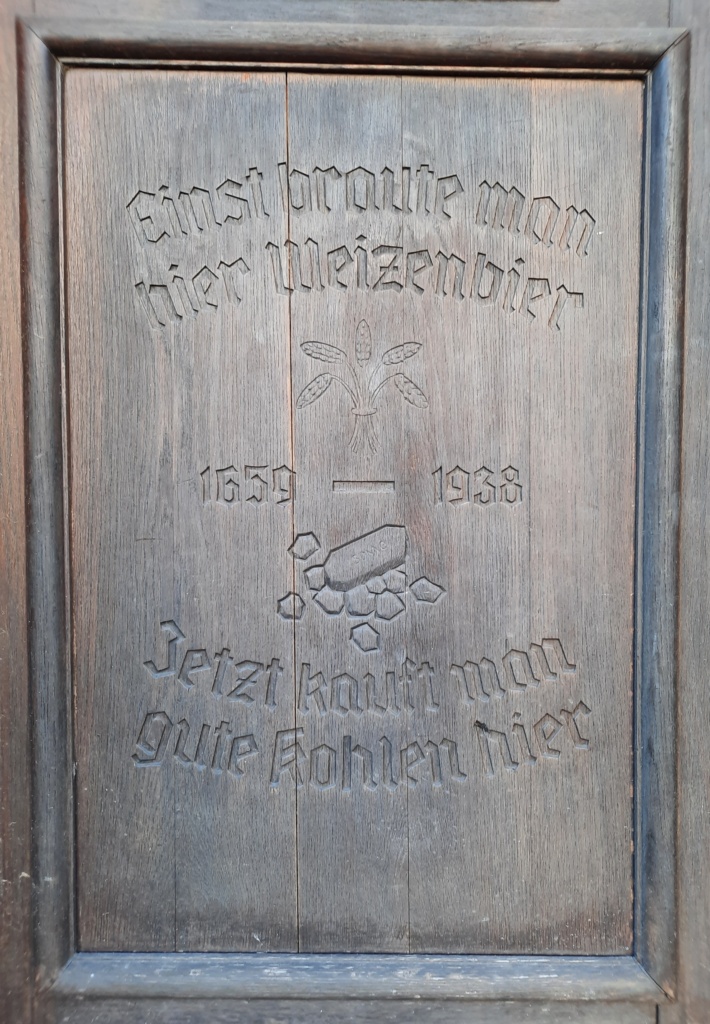 Einst braute man
hier Weizenbier
1659 — 1938
Jetzt kauft man
gute Kohlen hier